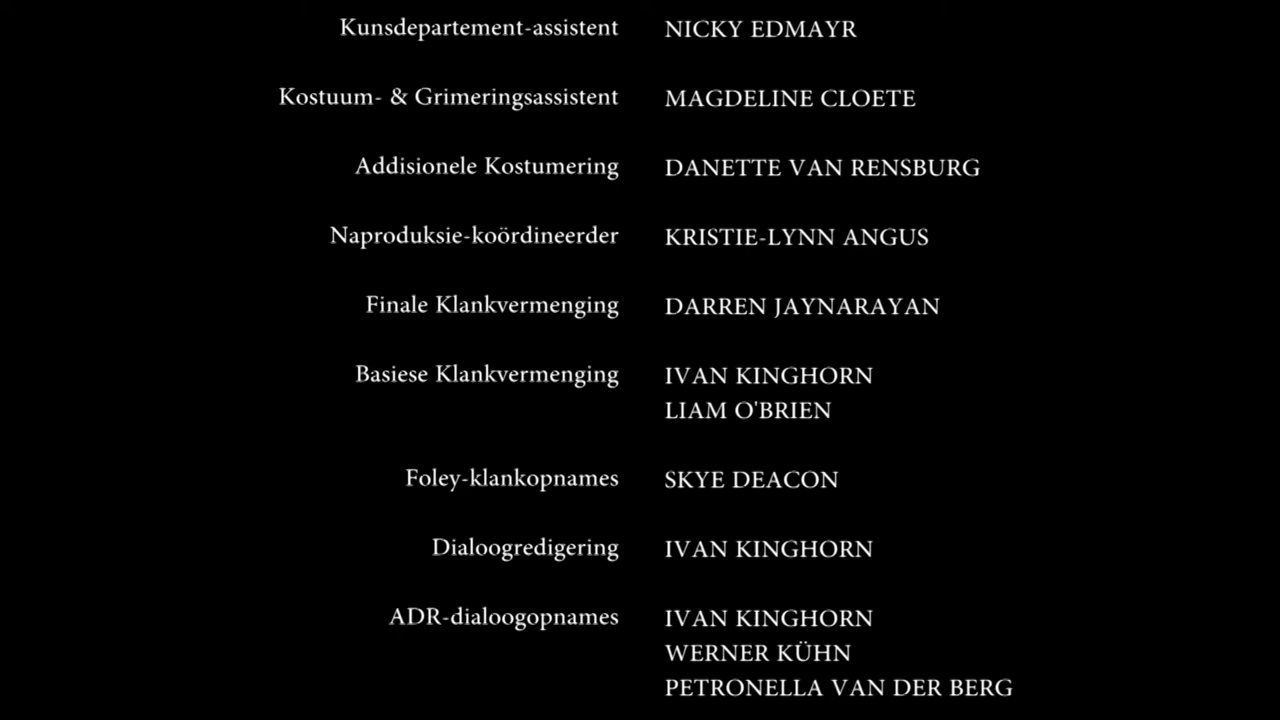 Kunsdepartement-assistent NICKY EDMAYR
Kostuum- & Grimeringsassistent MAGDELINE CLOETE
Addisionele Kostumering DANETTE VAN RENSBURG
Naproduksie-koördineerder KRISTIE-LYNN ANGUS
Finale Klankvermenging DARREN JAYNARAYAN
Basiese Klankvermenging IVAN KINGHORN
LIAM O'BRIEN
Foley-klankopnames SKYE DEACON
Dialoogredigering IVAN KINGHORN
ADR-dialoogopnames IVAN KINGHORN
WERNER KÜHN
PETRONELLA VAN DER BERG